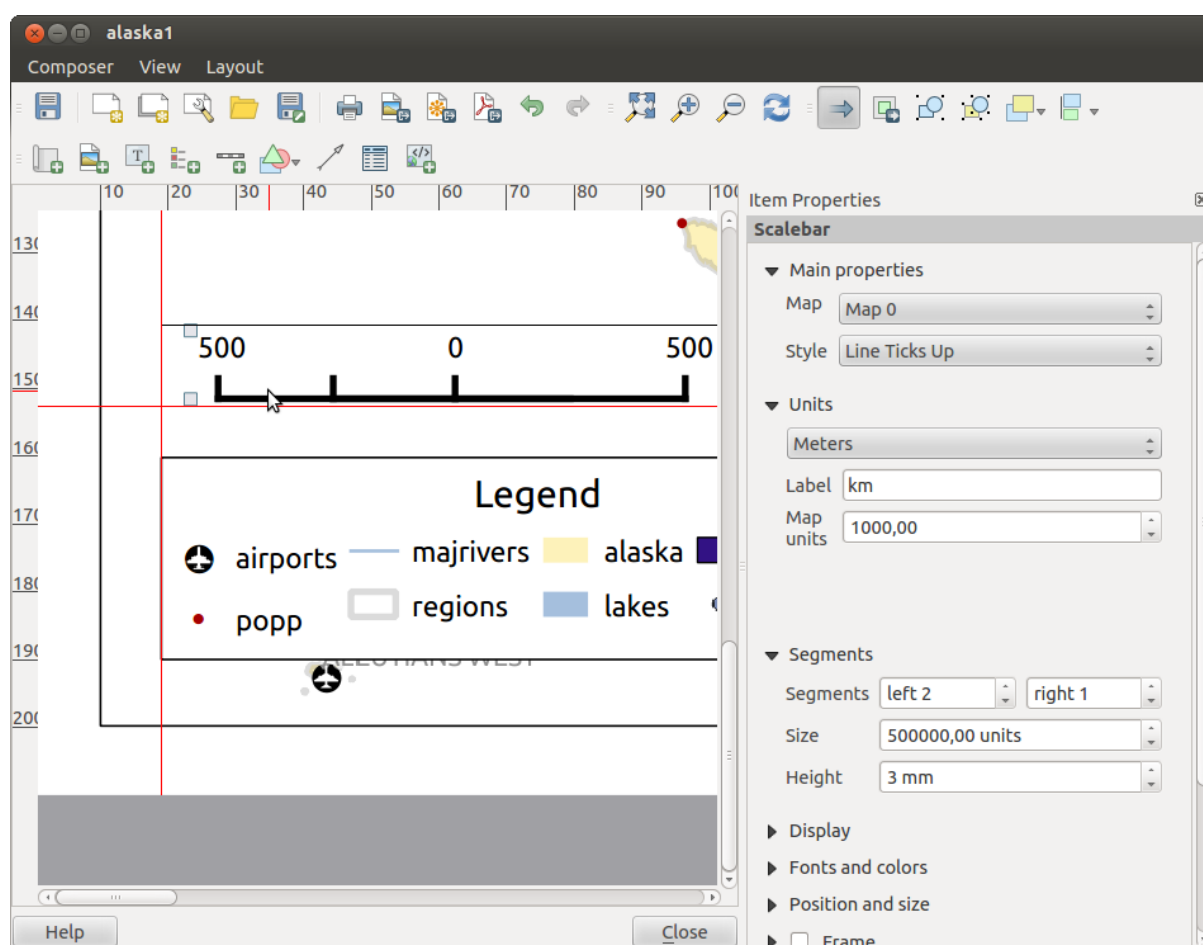 alaska1
Composer View Layout
10 20 30 40 50 60 70 80 90 100
130
140
150
160
170
180
190
200
500 0 500
Legend
airports majrivers alaska
popp regions lakes
ALEUTIANS WEST
Help Close
Item Properties
Scalebar
Main properties
Map Map 0
Style Line Ticks Up
Units
Meters
Label km
Map units 1000,00
Segments
Segments left 2 right 1
Size 500000,00 units
Height 3 mm
Display
Fonts and colors
Position and size
Frame